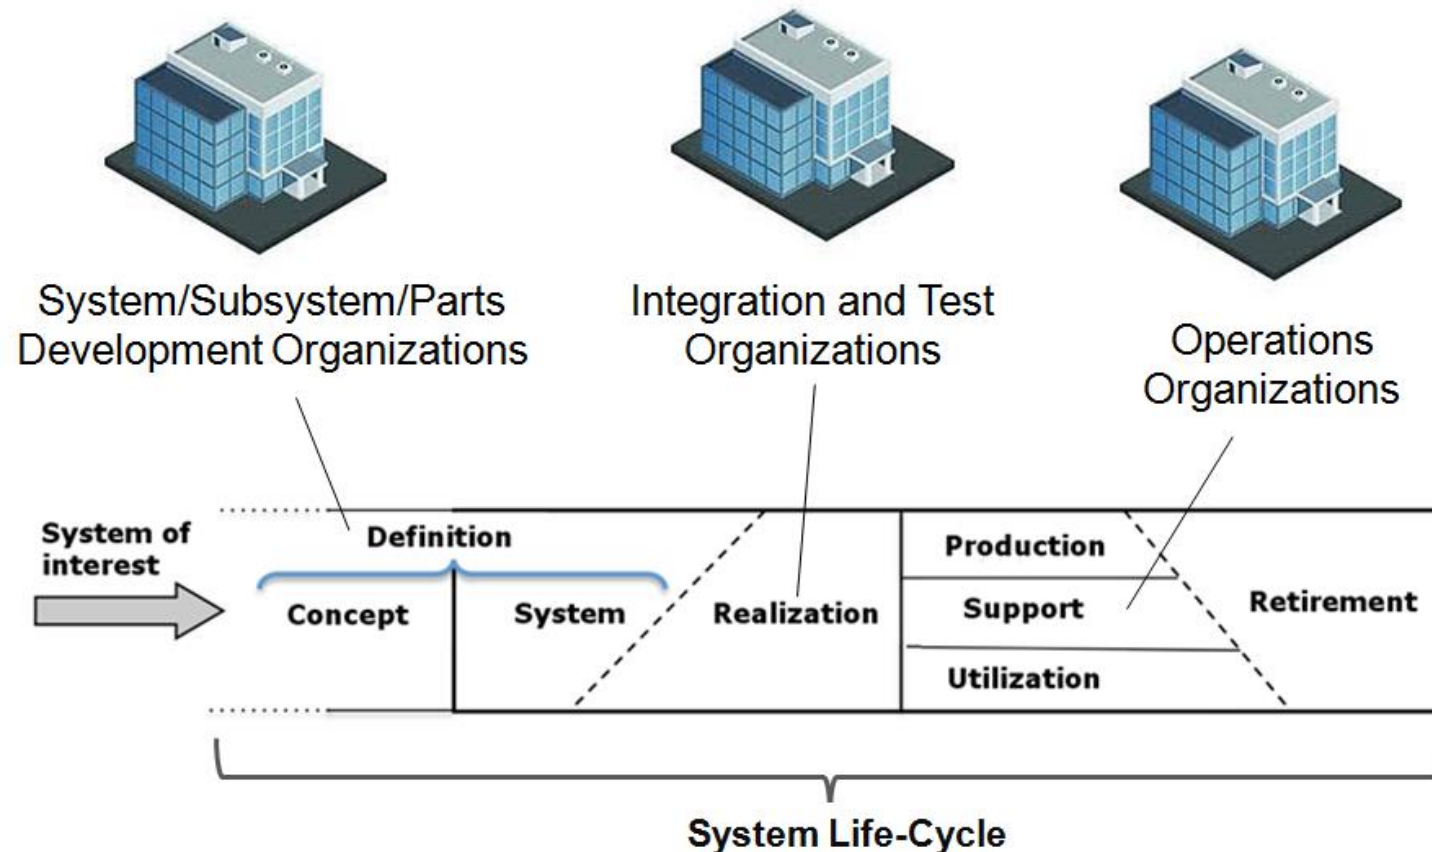 System/Subsystem/Parts
Development Organizations
Integration and Test
Organizations
Operations
Organizations
System of
interest
Definition
Concept
System
Realization
Production
Support
Utilization
Retirement
System Life-Cycle